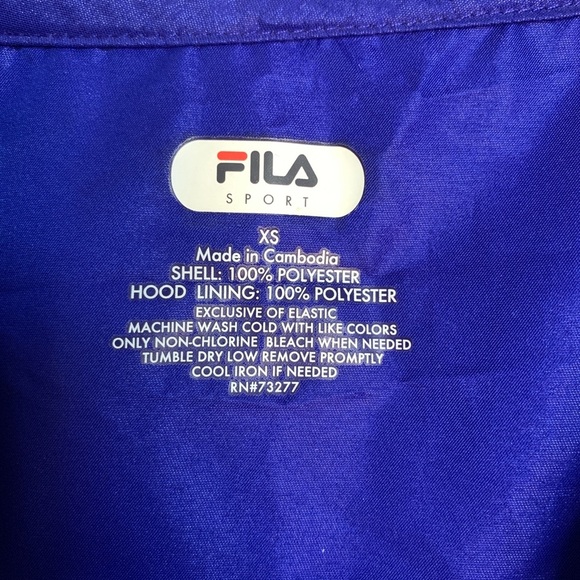 FILA
SPORT
XS
Made in Cambodia
SHELL: 100% POLYESTER
HOOD LINING: 100% POLYESTER
EXCLUSIVE OF ELASTIC
MACHINE WASH COLD WITH LIKE COLORS
ONLY NON-CHLORINE BLEACH WHEN NEEDED
TUMBLE DRY LOW REMOVE PROMPTLY
COOL IRON IF NEEDED
RN#73277